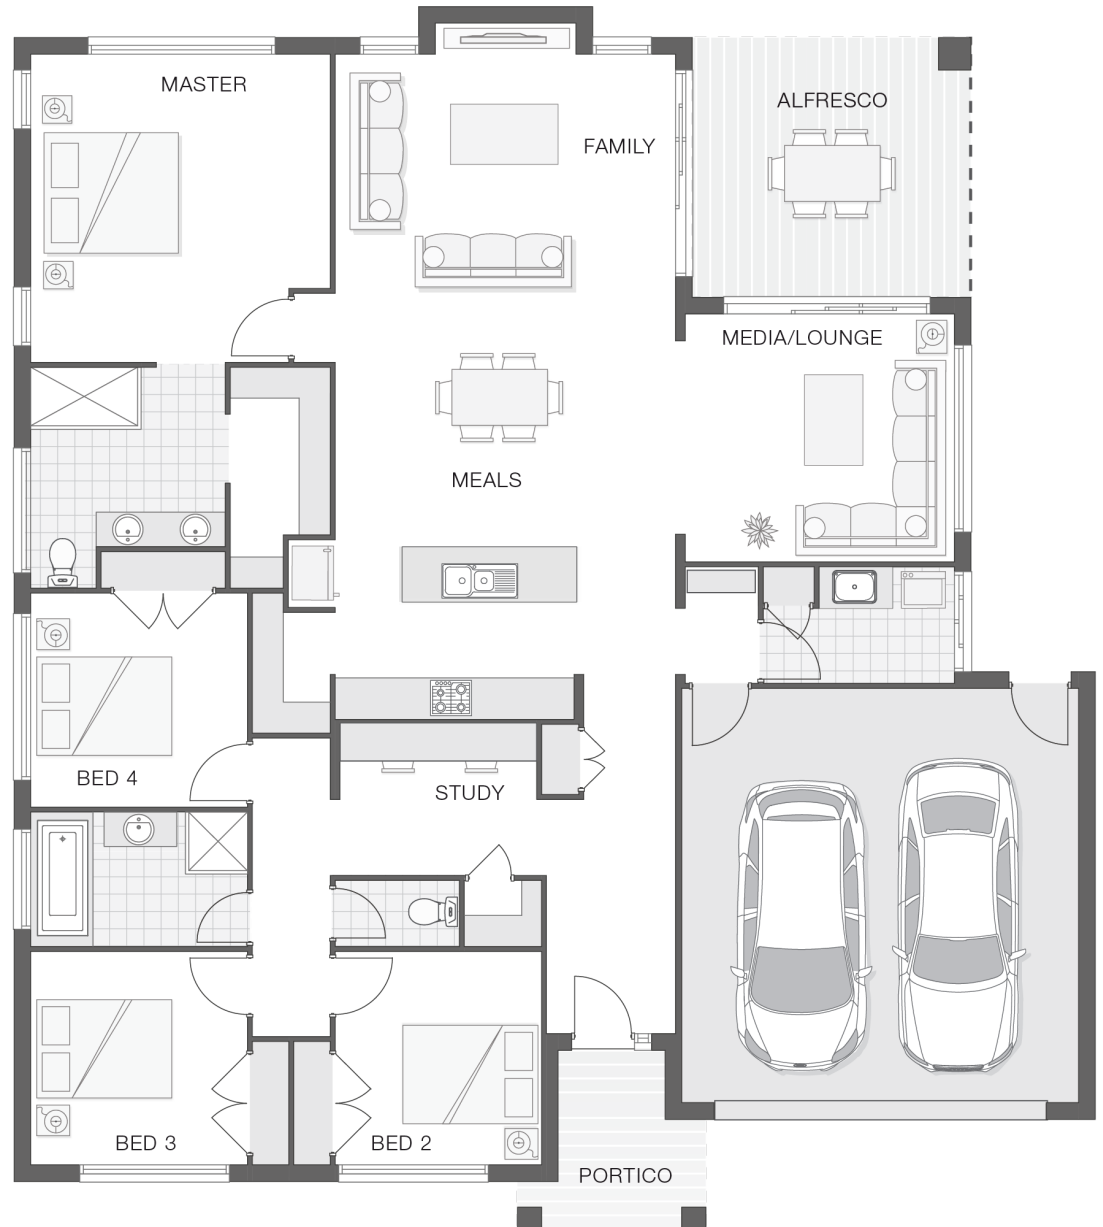 MASTER
ALFRESCO
FAMILY
MEDIA/LOUNGE
MEALS
BED 4
STUDY
BED 3
BED 2
PORTICO